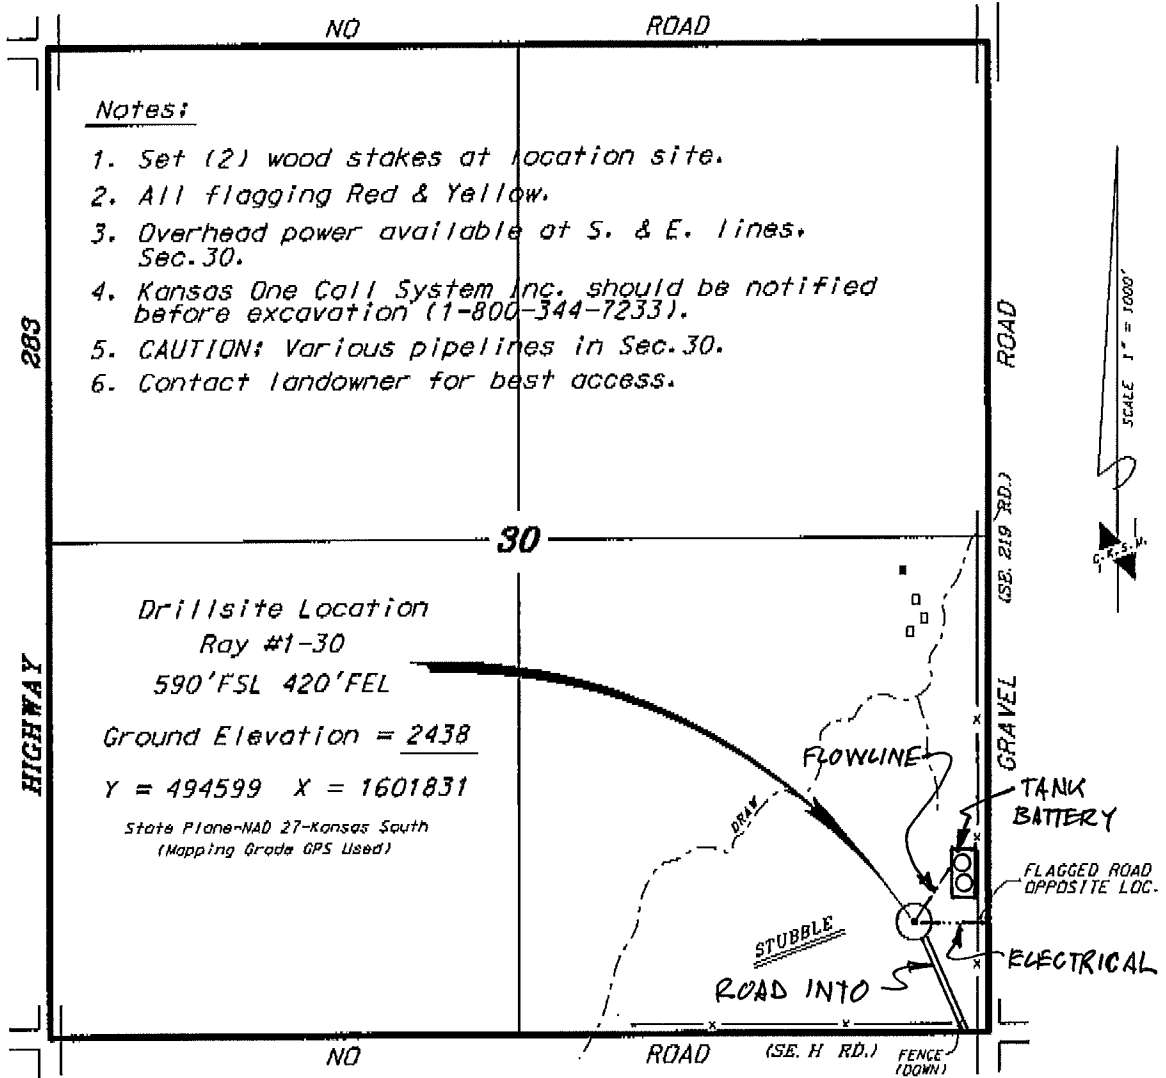 NO ROAD
Notes:
1. Set (2) wood stakes at location site.
2. All flagging Red & Yellow.
3. Overhead power available at S. & E. lines,
Sec.30.
4. Kansas One Call System Inc. should be notified
before excavation (1-800-344-7233).
5. CAUTION: Various pipelines in Sec.30.
6. Contact landowner for best access.
283
ROAD
SCALE 1" = 1000'
(SE. 219 RD.)
30
C.K.S.M.
Drillsite Location
Ray #1-30
590'FSL 420'FEL
Ground Elevation = 2438
Y = 494599 X = 1601831
State Plane-NAD 27-Kansas South
(Mapping Grade GPS Used)
HIGHWAY
GRAVEL
FLOWLINE
TANK
BATTERY
DRAW
FLAGGED ROAD
OPPOSITE LOC.
STUBBLE
ELECTRICAL
ROAD INTO
NO ROAD (SE. H RD.)
FENCE
(DOWN)